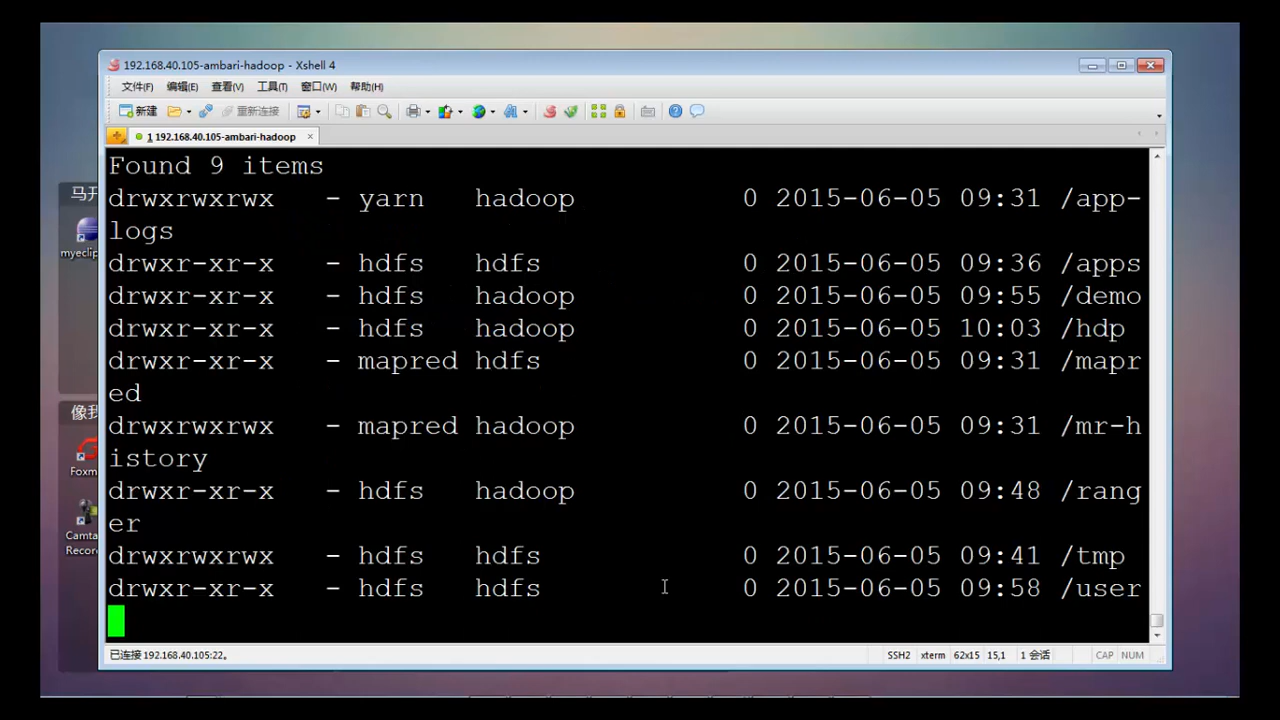 192.168.40.105-ambari-hadoop - Xshell 4
文件(F) 编辑(E) 查看(V) 工具(T) 窗口(W) 帮助(H)
新建 重新连接
1 192.168.40.105-ambari-hadoop
Found 9 items
drwxrwxrwx - yarn hadoop 0 2015-06-05 09:31 /app-
logs
drwxr-xr-x - hdfs hdfs 0 2015-06-05 09:36 /apps
drwxr-xr-x - hdfs hadoop 0 2015-06-05 09:55 /demo
drwxr-xr-x - hdfs hadoop 0 2015-06-05 10:03 /hdp
drwxr-xr-x - mapred hdfs 0 2015-06-05 09:31 /mapr
ed
drwxrwxrwx - mapred hadoop 0 2015-06-05 09:31 /mr-h
istory
drwxr-xr-x - hdfs hadoop 0 2015-06-05 09:48 /rang
er
drwxrwxrwx - hdfs hdfs 0 2015-06-05 09:41 /tmp
drwxr-xr-x - hdfs hdfs 0 2015-06-05 09:58 /user
已连接 192.168.40.105:22。 SSH2 xterm 62x15 15,1 1 会话 CAP NUM
马开
myeclip
像我
Foxm
Camta
Recor